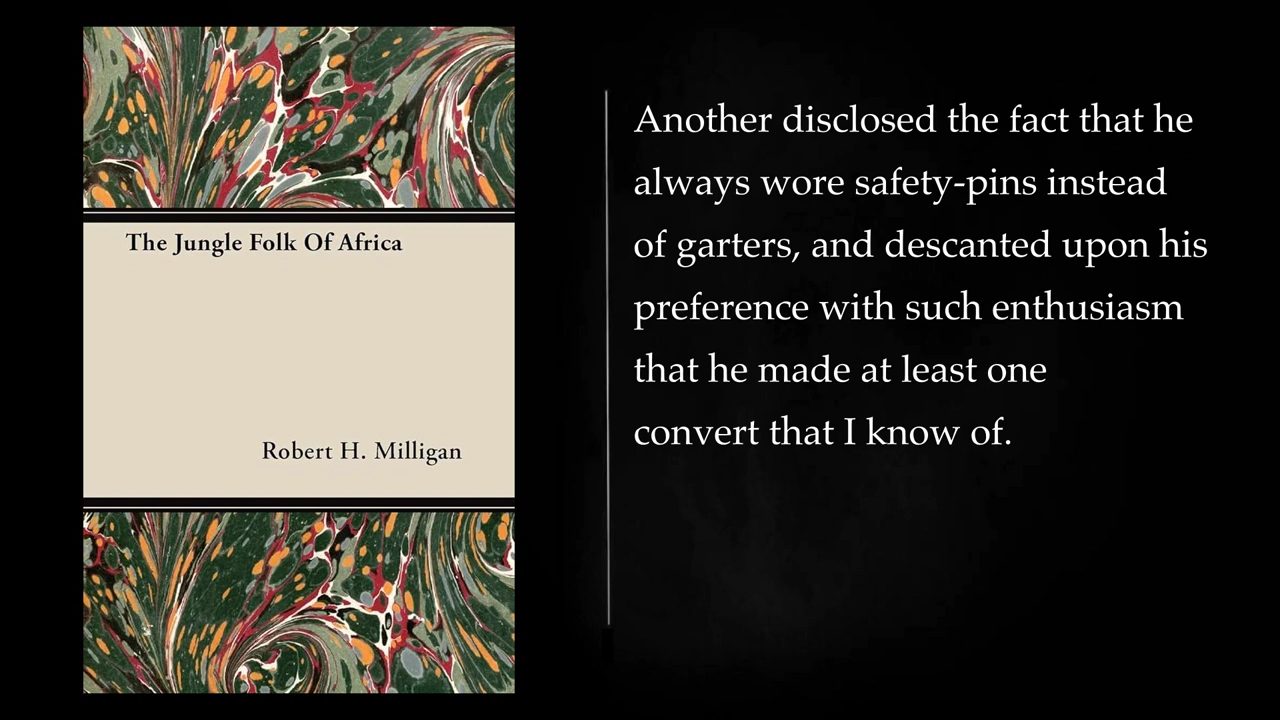 The Jungle Folk Of Africa
Robert H. Milligan
Another disclosed the fact that he
always wore safety-pins instead
of garters, and descanted upon his
preference with such enthusiasm
that he made at least one
convert that I know of.